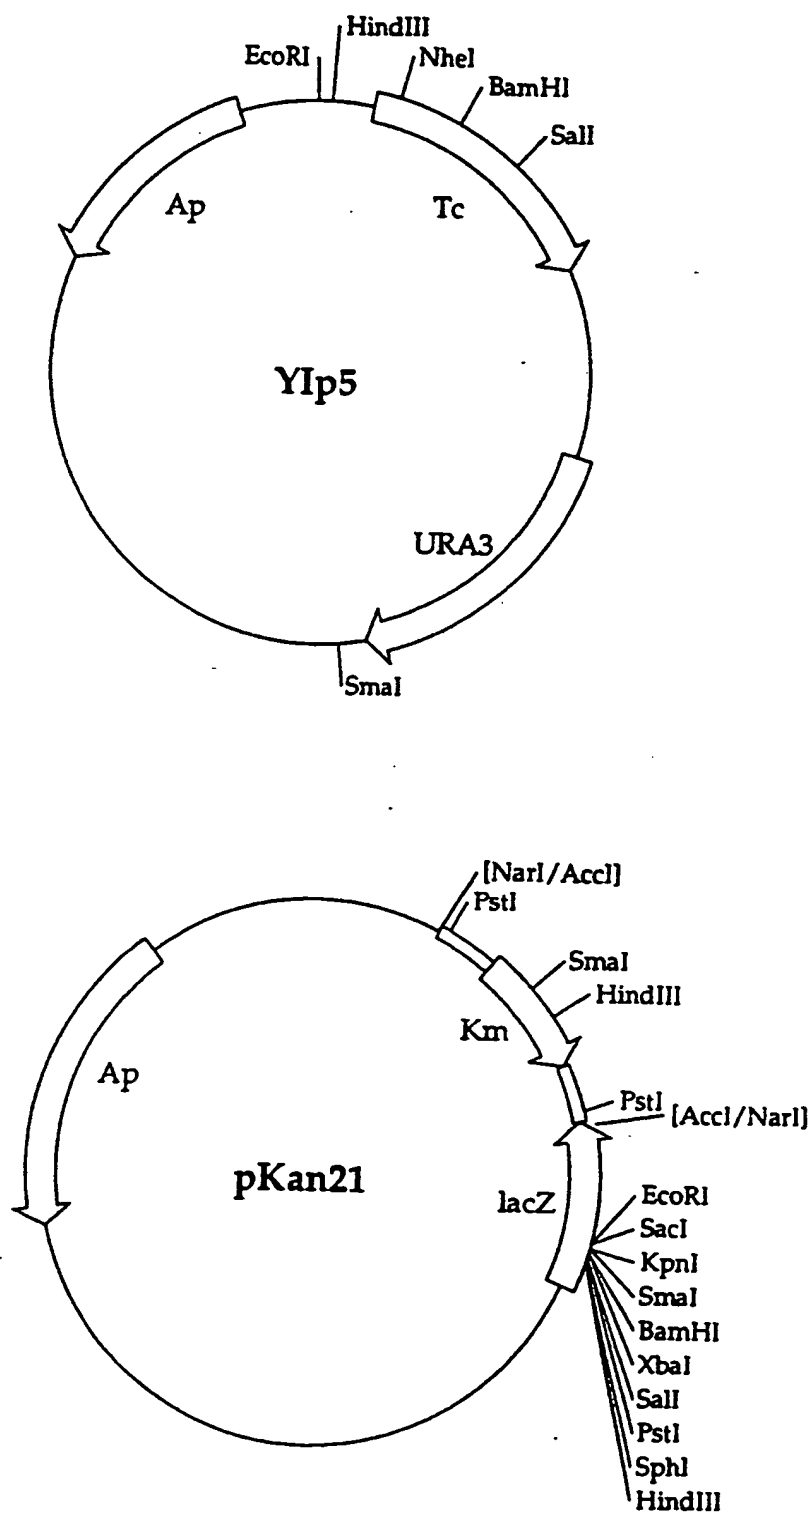 HindIII
EcoRI
NheI
BamHI
SalI
Ap
Tc
YIp5
URA3
SmaI
[NarI/AccI]
PstI
SmaI
HindIII
Km
Ap
PstI
[AccI/NarI]
pKan21
lacZ
EcoRI
SacI
KpnI
SmaI
BamHI
XbaI
SalI
PstI
SphI
HindIII